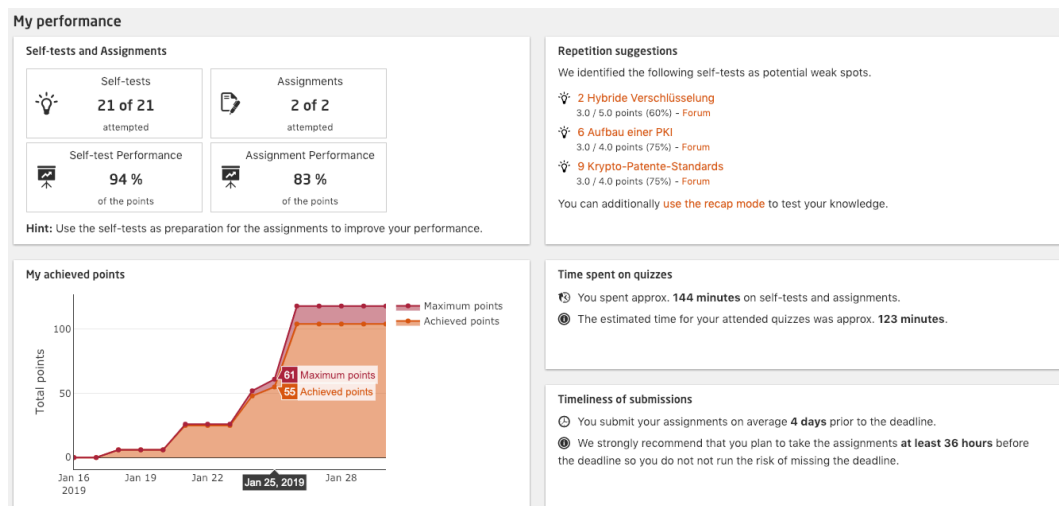 My performance
Self-tests and Assignments
Self-tests
21 of 21
attempted
Assignments
2 of 2
attempted
Self-test Performance
94 %
of the points
Assignment Performance
83 %
of the points
Hint: Use the self-tests as preparation for the assignments to improve your performance.
Repetition suggestions
We identified the following self-tests as potential weak spots.
2 Hybride Verschlüsselung
3.0 / 5.0 points (60%) - Forum
6 Aufbau einer PKI
3.0 / 4.0 points (75%) - Forum
9 Krypto-Patente-Standards
3.0 / 4.0 points (75%) - Forum
You can additionally use the recap mode to test your knowledge.
My achieved points
Maximum points
Achieved points
Total points
100
50
0
61 Maximum points
55 Achieved points
Jan 16
2019
Jan 19
Jan 22
Jan 25, 2019
Jan 28
Time spent on quizzes
You spent approx. 144 minutes on self-tests and assignments.
The estimated time for your attended quizzes was approx. 123 minutes.
Timeliness of submissions
You submit your assignments on average 4 days prior to the deadline.
We strongly recommend that you plan to take the assignments at least 36 hours before
the deadline so you do not not run the risk of missing the deadline.